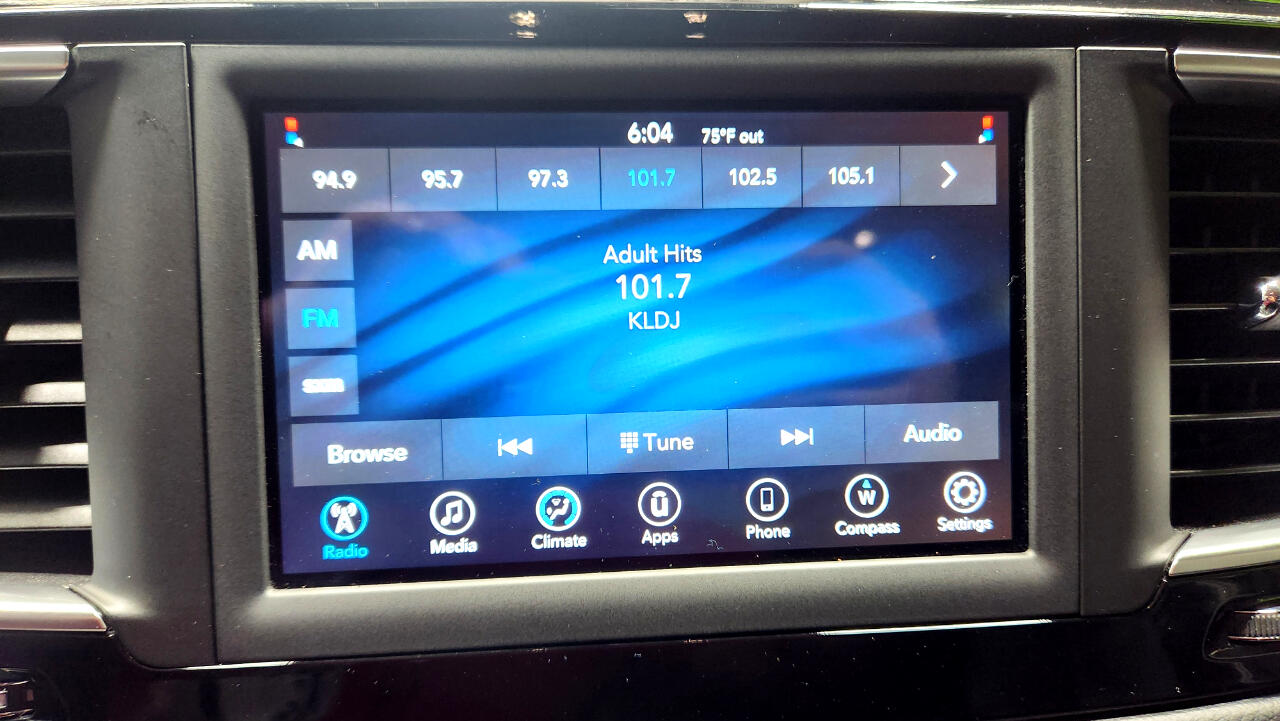 6:04 75°F out
94.9 95.7 97.3 101.7 102.5 105.1
AM
FM
SXM
Adult Hits
101.7
KLDJ
Browse Tune Audio
ū W
Radio Media Climate Apps Phone Compass Settings